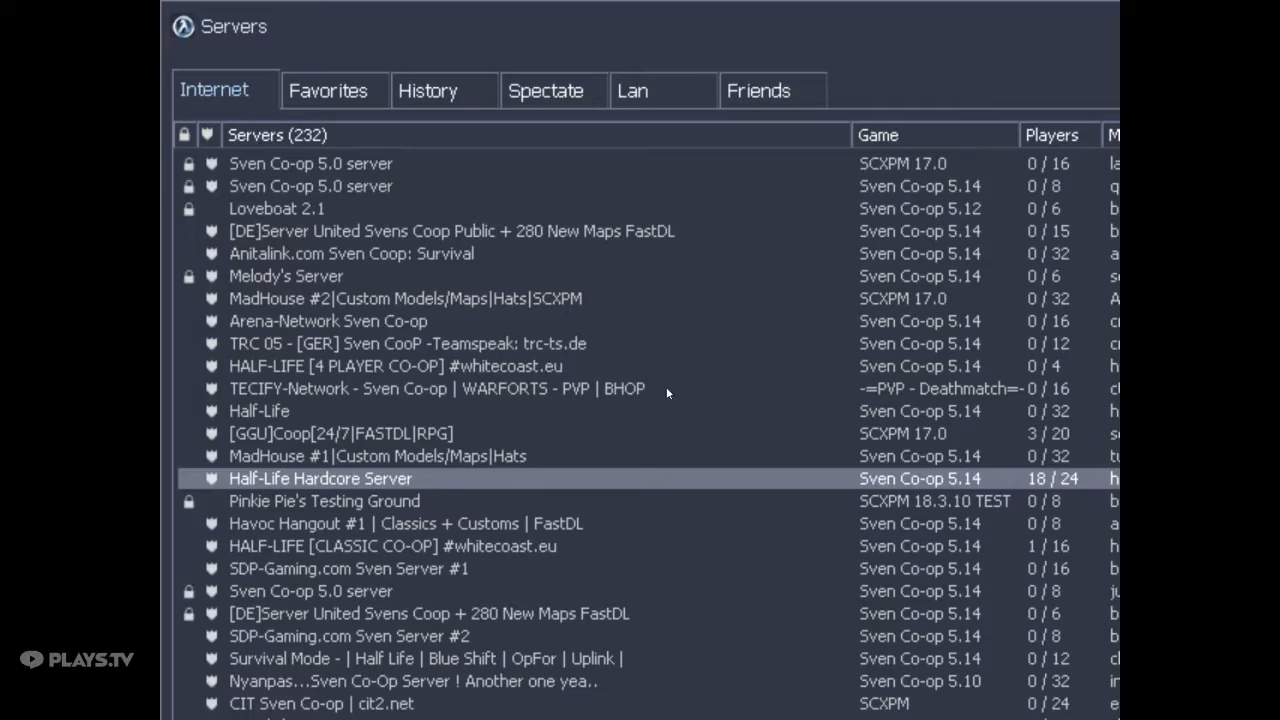 Servers
Internet Favorites History Spectate Lan Friends
Servers (232) Game Players M
Sven Co-op 5.0 server SCXPM 17.0 0 / 16 la
Sven Co-op 5.0 server Sven Co-op 5.14 0 / 8 q
Loveboat 2.1 Sven Co-op 5.12 0 / 6 b
[DE]Server United Svens Coop Public + 280 New Maps FastDL Sven Co-op 5.14 0 / 15 b
Anitalink.com Sven Coop: Survival Sven Co-op 5.14 0 / 32 a
Melody's Server Sven Co-op 5.14 0 / 6 se
MadHouse #2|Custom Models/Maps|Hats|SCXPM SCXPM 17.0 0 / 32 A
Arena-Network Sven Co-op Sven Co-op 5.14 0 / 16 cr
TRC 05 - [GER] Sven CooP -Teamspeak: trc-ts.de Sven Co-op 5.14 0 / 12 cr
HALF-LIFE [4 PLAYER CO-OP] #whitecoast.eu Sven Co-op 5.14 0 / 4 h
TECIFY-Network - Sven Co-op | WARFORTS - PVP | BHOP -=PVP - Deathmatch=- 0 / 16 cl
Half-Life Sven Co-op 5.14 0 / 32 h
[GGU]Coop[24/7|FASTDL|RPG] SCXPM 17.0 3 / 20 se
MadHouse #1|Custom Models/Maps|Hats Sven Co-op 5.14 0 / 32 tu
Half-Life Hardcore Server Sven Co-op 5.14 18 / 24 h
Pinkie Pie's Testing Ground SCXPM 18.3.10 TEST 0 / 8 b
Havoc Hangout #1 | Classics + Customs | FastDL Sven Co-op 5.14 0 / 8 a
HALF-LIFE [CLASSIC CO-OP] #whitecoast.eu Sven Co-op 5.14 1 / 16 h
SDP-Gaming.com Sven Server #1 Sven Co-op 5.14 0 / 16 b
Sven Co-op 5.0 server Sven Co-op 5.14 0 / 8 ju
[DE]Server United Svens Coop + 280 New Maps FastDL Sven Co-op 5.14 0 / 6 b
SDP-Gaming.com Sven Server #2 Sven Co-op 5.14 0 / 8 b
Survival Mode - | Half Life | Blue Shift | OpFor | Uplink | Sven Co-op 5.14 0 / 12 cl
Nyanpas...Sven Co-Op Server ! Another one yea.. Sven Co-op 5.10 0 / 32 in
CIT Sven Co-op | cit2.net SCXPM 0 / 24 e
PLAYS.TV